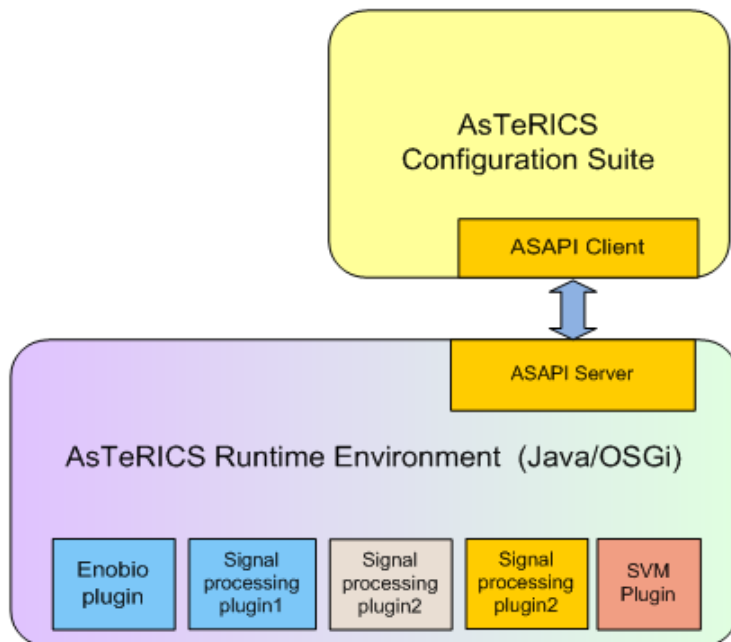 AsTeRICS
Configuration Suite
ASAPI Client
ASAPI Server
AsTeRICS Runtime Environment (Java/OSGi)
Enobio
plugin
Signal
processing
plugin1
Signal
processing
plugin2
Signal
processing
plugin2
SVM
Plugin